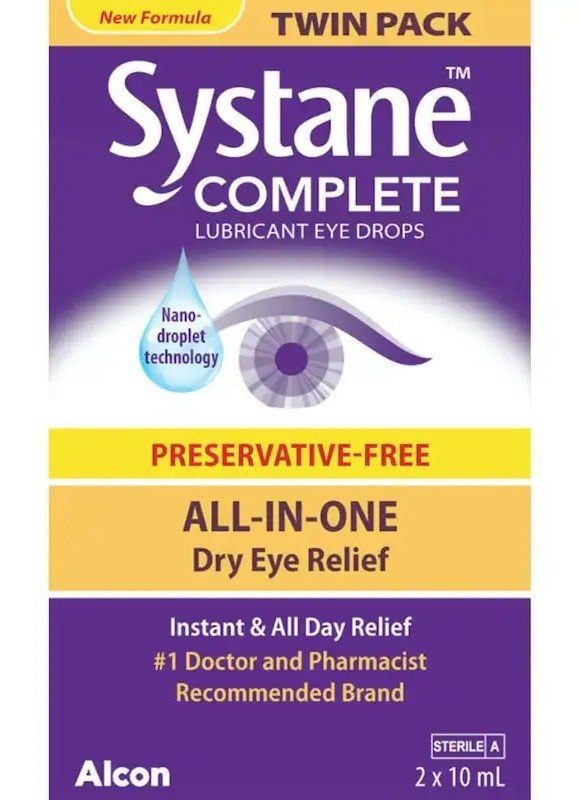 New Formula
TWIN PACK
Systane™
COMPLETE
LUBRICANT EYE DROPS
Nano-
droplet
technology
PRESERVATIVE-FREE
ALL-IN-ONE
Dry Eye Relief
Instant & All Day Relief
#1 Doctor and Pharmacist
Recommended Brand
STERILE A
Alcon
2 x 10 mL